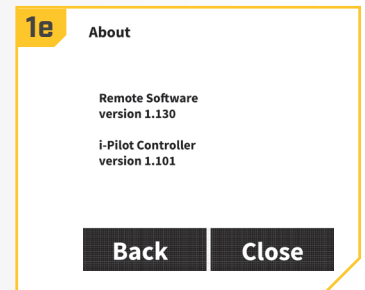 1e
About
Remote Software
version 1.130
i-Pilot Controller
version 1.101
Back Close